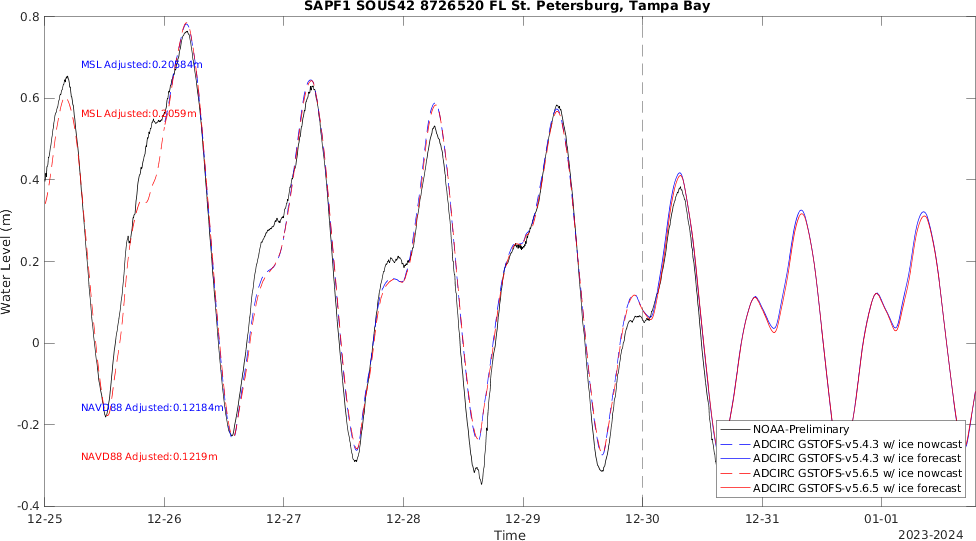 SAPF1 SOUS42 8726520 FL St. Petersburg, Tampa Bay
0.8
0.6
0.4
0.2
0
-0.2
-0.4
Water Level (m)
MSL Adjusted:0.20584m
MSL Adjusted:0.2059m
NAVD88 Adjusted:0.12184m
NAVD88 Adjusted:0.1219m
NOAA-Preliminary
ADCIRC GSTOFS-v5.4.3 w/ ice nowcast
ADCIRC GSTOFS-v5.4.3 w/ ice forecast
ADCIRC GSTOFS-v5.6.5 w/ ice nowcast
ADCIRC GSTOFS-v5.6.5 w/ ice forecast
12-25 12-26 12-27 12-28 12-29 12-30 12-31 01-01
Time
2023-2024